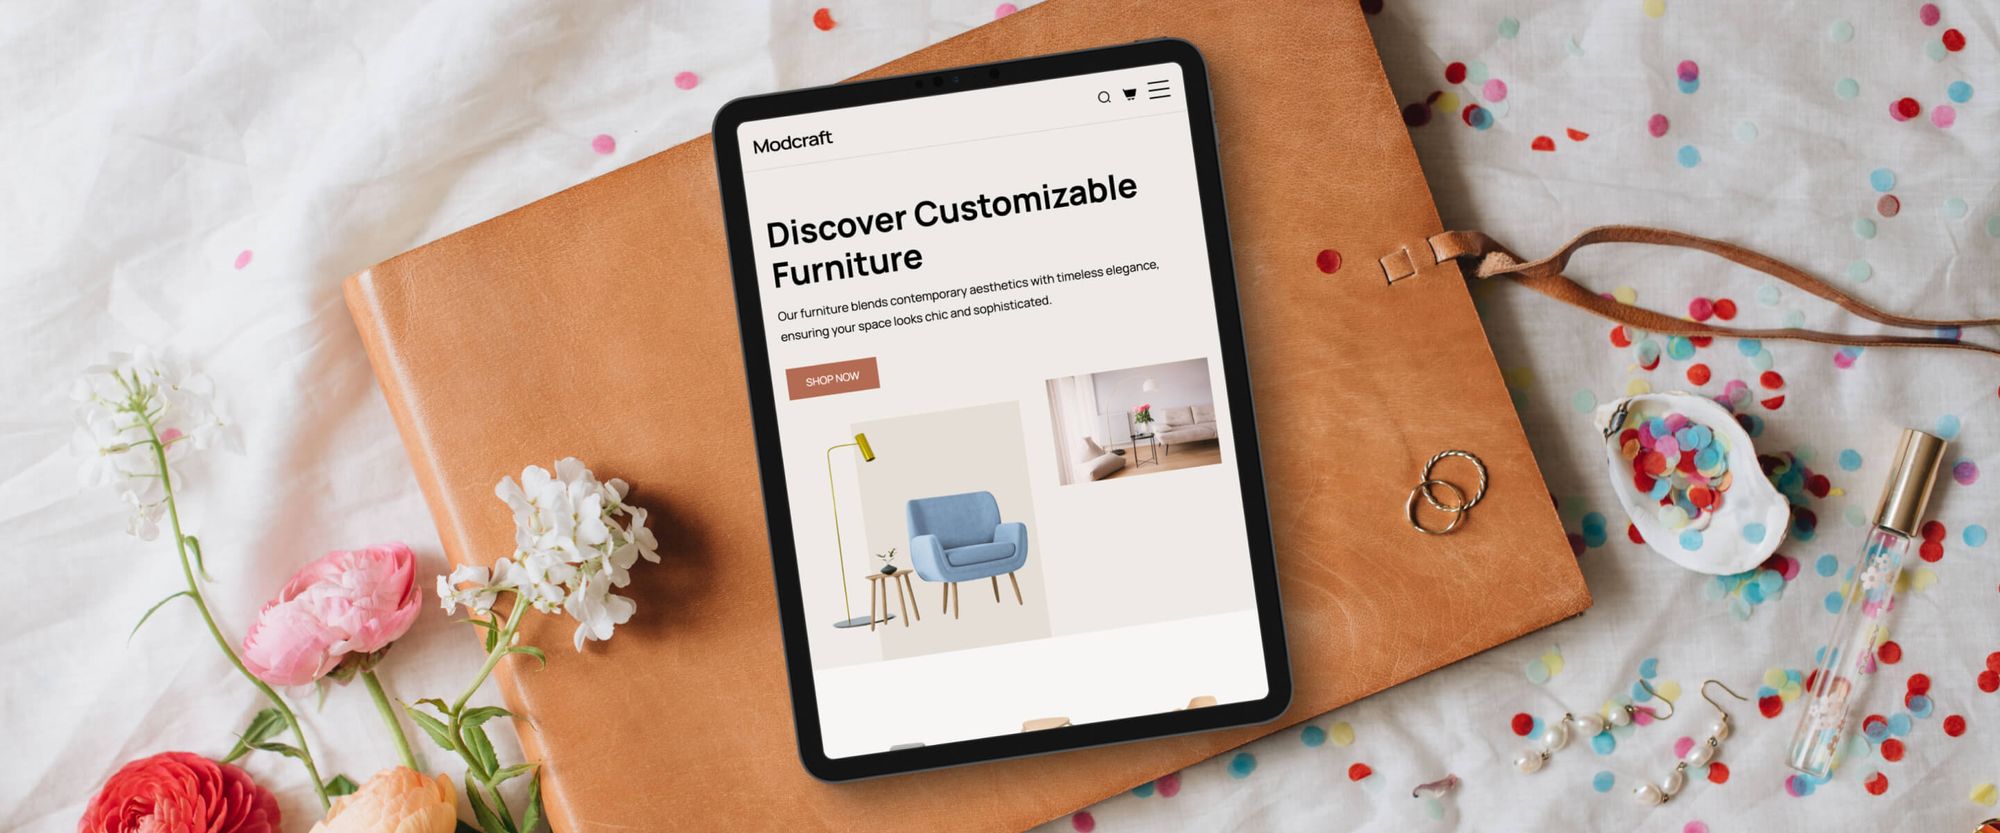 Modcraft
Discover Customizable
Furniture
Our furniture blends contemporary aesthetics with timeless elegance,
ensuring your space looks chic and sophisticated.
SHOP NOW